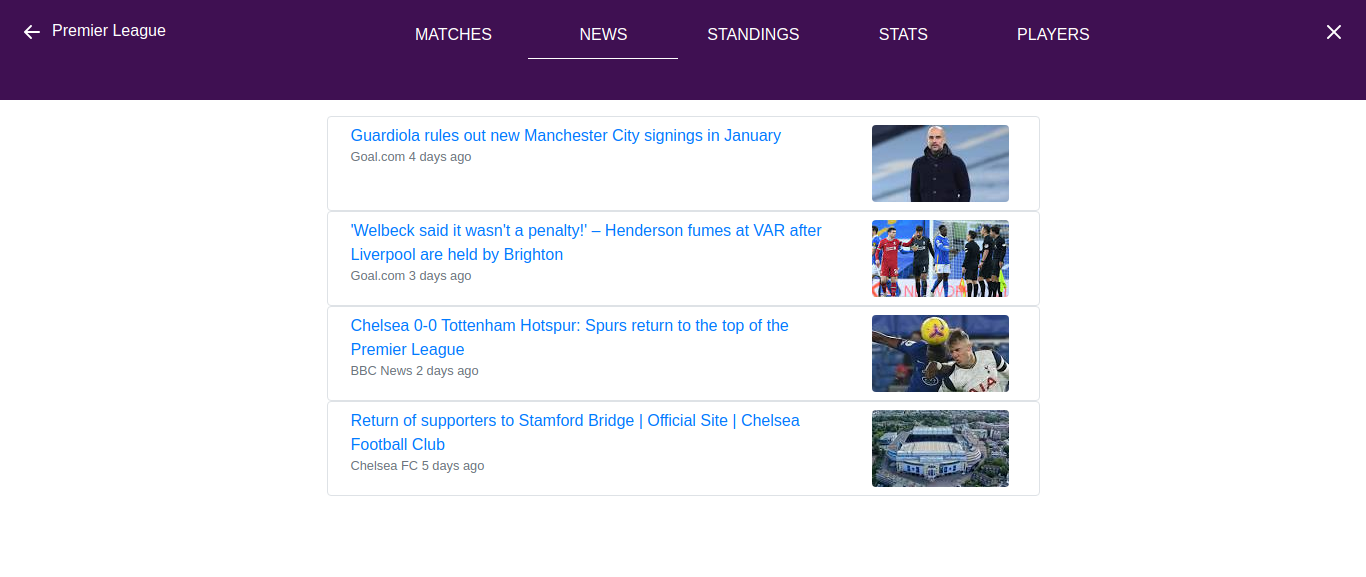 Premier League
MATCHES
NEWS
STANDINGS
STATS
PLAYERS
Guardiola rules out new Manchester City signings in January
Goal.com 4 days ago
'Welbeck said it wasn't a penalty!' – Henderson fumes at VAR after
Liverpool are held by Brighton
Goal.com 3 days ago
Chelsea 0-0 Tottenham Hotspur: Spurs return to the top of the
Premier League
BBC News 2 days ago
AIA
Return of supporters to Stamford Bridge | Official Site | Chelsea
Football Club
Chelsea FC 5 days ago